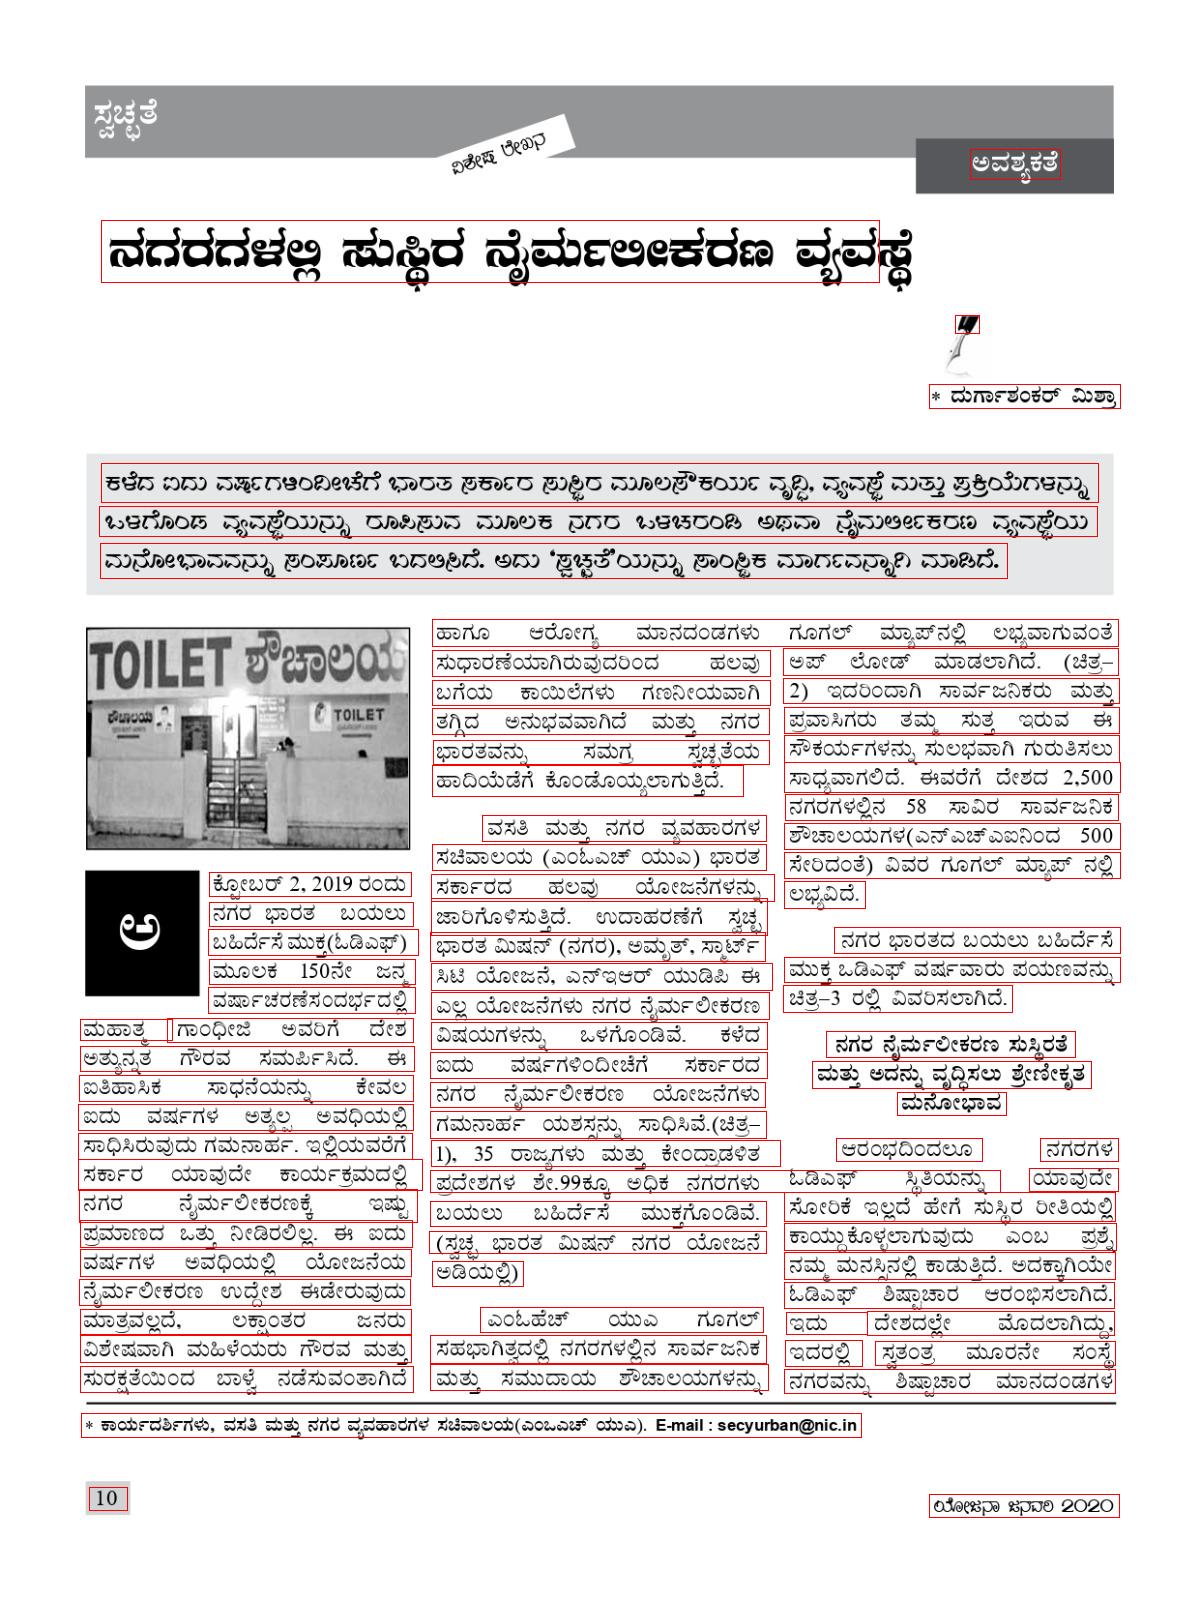 ಸ್ವಚ್ಛತೆ
ವಿಶೇಷ ಲೇಖನ
ಅವಶ್ಯಕತೆ
ನಗರಗಳಲ್ಲಿ ಸುಸ್ಥಿರ ನೈರ್ಮಲೀಕರಣ ವ್ಯವಸ್ಥೆ
* ದುರ್ಗಾಶಂಕರ್ ಮಿಶ್ರಾ
ಕಳೆದ ಐದು ವರ್ಷಗಳಿಂದೀಚೆಗೆ ಭಾರತ ಸರ್ಕಾರ ಸುಸ್ಥಿರ ಮೂಲಸೌಕರ್ಯ ವೃದ್ಧಿ, ವ್ಯವಸ್ಥೆ ಮತ್ತು ಪ್ರಕ್ರಿಯೆಗಳನ್ನು
ಒಳಗೊಂಡ ವ್ಯವಸ್ಥೆಯನ್ನು ರೂಪಿಸುವ ಮೂಲಕ ನಗರ ಒಳಚರಂಡಿ ಅಥವಾ ನೈರ್ಮಲೀಕರಣ ವ್ಯವಸ್ಥೆಯ
ಮನೋಭಾವವನ್ನು ಸಂಪೂರ್ಣ ಬದಲಿಸಿದೆ. ಅದು ‘ಸ್ವಚ್ಛತೆ’ಯನ್ನು ಸಾಂಸ್ಥಿಕ ಮಾರ್ಗವನ್ನಾಗಿ ಮಾಡಿದೆ.
TOILET ಶೌಚಾಲಯ
ಶೌಚಾಲಯ
TOILET
ಅ
ಕ್ಟೋಬರ್ 2, 2019 ರಂದು
ನಗರ ಭಾರತ ಬಯಲು
ಬಹಿರ್ದೆಸೆ ಮುಕ್ತ(ಓಡಿಎಫ್)
ಮೂಲಕ 150ನೇ ಜನ್ಮ
ವರ್ಷಾಚರಣೆಸಂದರ್ಭದಲ್ಲಿ
ಮಹಾತ್ಮ ಗಾಂಧೀಜಿ ಅವರಿಗೆ ದೇಶ
ಅತ್ಯುನ್ನತ ಗೌರವ ಸಮರ್ಪಿಸಿದೆ. ಈ
ಐತಿಹಾಸಿಕ ಸಾಧನೆಯನ್ನು ಕೇವಲ
ಐದು ವರ್ಷಗಳ ಅತ್ಯಲ್ಪ ಅವಧಿಯಲ್ಲಿ
ಸಾಧಿಸಿರುವುದು ಗಮನಾರ್ಹ. ಇಲ್ಲಿಯವರೆಗೆ
ಸರ್ಕಾರ ಯಾವುದೇ ಕಾರ್ಯಕ್ರಮದಲ್ಲಿ
ನಗರ ನೈರ್ಮಲೀಕರಣಕ್ಕೆ ಇಷ್ಟು
ಪ್ರಮಾಣದ ಒತ್ತು ನೀಡಿರಲಿಲ್ಲ. ಈ ಐದು
ವರ್ಷಗಳ ಅವಧಿಯಲ್ಲಿ ಯೋಜನೆಯ
ನೈರ್ಮಲೀಕರಣ ಉದ್ದೇಶ ಈಡೇರುವುದು
ಮಾತ್ರವಲ್ಲದೆ, ಲಕ್ಷಾಂತರ ಜನರು
ವಿಶೇಷವಾಗಿ ಮಹಿಳೆಯರು ಗೌರವ ಮತ್ತು
ಸುರಕ್ಷತೆಯಿಂದ ಬಾಳ್ವೆ ನಡೆಸುವಂತಾಗಿದೆ
ಹಾಗೂ ಆರೋಗ್ಯ ಮಾನದಂಡಗಳು
ಸುಧಾರಣೆಯಾಗಿರುವುದರಿಂದ ಹಲವು
ಬಗೆಯ ಕಾಯಿಲೆಗಳು ಗಣನೀಯವಾಗಿ
ತಗ್ಗಿದ ಅನುಭವವಾಗಿದೆ ಮತ್ತು ನಗರ
ಭಾರತವನ್ನು ಸಮಗ್ರ ಸ್ವಚ್ಛತೆಯ
ಹಾದಿಯೆಡೆಗೆ ಕೊಂಡೊಯ್ಯಲಾಗುತ್ತಿದೆ.
ವಸತಿ ಮತ್ತು ನಗರ ವ್ಯವಹಾರಗಳ
ಸಚಿವಾಲಯ (ಎಂಓಎಚ್ ಯುಎ) ಭಾರತ
ಸರ್ಕಾರದ ಹಲವು ಯೋಜನೆಗಳನ್ನು
ಜಾರಿಗೊಳಿಸುತ್ತಿದೆ. ಉದಾಹರಣೆಗೆ ಸ್ವಚ್ಛ
ಭಾರತ ಮಿಷನ್ (ನಗರ), ಅಮೃತ್, ಸ್ಮಾರ್ಟ್
ಸಿಟಿ ಯೋಜನೆ, ಎನ್ಇಆರ್ ಯುಡಿಪಿ ಈ
ಎಲ್ಲ ಯೋಜನೆಗಳು ನಗರ ನೈರ್ಮಲೀಕರಣ
ವಿಷಯಗಳನ್ನು ಒಳಗೊಂಡಿವೆ. ಕಳೆದ
ಐದು ವರ್ಷಗಳಿಂದೀಚೆಗೆ ಸರ್ಕಾರದ
ನಗರ ನೈರ್ಮಲೀಕರಣ ಯೋಜನೆಗಳು
ಗಮನಾರ್ಹ ಯಶಸ್ಸನ್ನು ಸಾಧಿಸಿವೆ.(ಚಿತ್ರ–
1), 35 ರಾಜ್ಯಗಳು ಮತ್ತು ಕೇಂದ್ರಾಡಳಿತ
ಪ್ರದೇಶಗಳ ಶೇ.99ಕ್ಕೂ ಅಧಿಕ ನಗರಗಳು
ಬಯಲು ಬಹಿರ್ದೆಸೆ ಮುಕ್ತಗೊಂಡಿವೆ.
(ಸ್ವಚ್ಛ ಭಾರತ ಮಿಷನ್ ನಗರ ಯೋಜನೆ
ಅಡಿಯಲ್ಲಿ)
ಎಂಓಹೆಚ್ ಯುಎ ಗೂಗಲ್
ಸಹಭಾಗಿತ್ವದಲ್ಲಿ ನಗರಗಳಲ್ಲಿನ ಸಾರ್ವಜನಿಕ
ಮತ್ತು ಸಮುದಾಯ ಶೌಚಾಲಯಗಳನ್ನು
ಗೂಗಲ್ ಮ್ಯಾಪ್‌ನಲ್ಲಿ ಲಭ್ಯವಾಗುವಂತೆ
ಅಪ್ ಲೋಡ್ ಮಾಡಲಾಗಿದೆ. (ಚಿತ್ರ–
2) ಇದರಿಂದಾಗಿ ಸಾರ್ವಜನಿಕರು ಮತ್ತು
ಪ್ರವಾಸಿಗರು ತಮ್ಮ ಸುತ್ತ ಇರುವ ಈ
ಸೌಕರ್ಯಗಳನ್ನು ಸುಲಭವಾಗಿ ಗುರುತಿಸಲು
ಸಾಧ್ಯವಾಗಲಿದೆ. ಈವರೆಗೆ ದೇಶದ 2,500
ನಗರಗಳಲ್ಲಿನ 58 ಸಾವಿರ ಸಾರ್ವಜನಿಕ
ಶೌಚಾಲಯಗಳ(ಎನ್ಎಚ್ಎಐನಿಂದ 500
ಸೇರಿದಂತೆ) ವಿವರ ಗೂಗಲ್ ಮ್ಯಾಪ್ ನಲ್ಲಿ
ಲಭ್ಯವಿದೆ.
ನಗರ ಭಾರತದ ಬಯಲು ಬಹಿರ್ದೆಸೆ
ಮುಕ್ತ ಒಡಿಎಫ್ ವರ್ಷವಾರು ಪಯಣವನ್ನು
ಚಿತ್ರ–3 ರಲ್ಲಿ ವಿವರಿಸಲಾಗಿದೆ.
ನಗರ ನೈರ್ಮಲೀಕರಣ ಸುಸ್ಥಿರತೆ
ಮತ್ತು ಅದನ್ನು ವೃದ್ಧಿಸಲು ಶ್ರೇಣೀಕೃತ
ಮನೋಭಾವ
ಆರಂಭದಿಂದಲೂ ನಗರಗಳ
ಓಡಿಎಫ್ ಸ್ಥಿತಿಯನ್ನು ಯಾವುದೇ
ಸೋರಿಕೆ ಇಲ್ಲದೆ ಹೇಗೆ ಸುಸ್ಥಿರ ರೀತಿಯಲ್ಲಿ
ಕಾಯ್ದುಕೊಳ್ಳಲಾಗುವುದು ಎಂಬ ಪ್ರಶ್ನೆ
ನಮ್ಮ ಮನಸ್ಸಿನಲ್ಲಿ ಕಾಡುತ್ತಿದೆ. ಅದಕ್ಕಾಗಿಯೇ
ಓಡಿಎಫ್ ಶಿಷ್ಟಾಚಾರ ಆರಂಭಿಸಲಾಗಿದೆ.
ಇದು ದೇಶದಲ್ಲೇ ಮೊದಲಾಗಿದ್ದು,
ಇದರಲ್ಲಿ ಸ್ವತಂತ್ರ ಮೂರನೇ ಸಂಸ್ಥೆ
ನಗರವನ್ನು ಶಿಷ್ಟಾಚಾರ ಮಾನದಂಡಗಳ
* ಕಾರ್ಯದರ್ಶಿಗಳು, ವಸತಿ ಮತ್ತು ನಗರ ವ್ಯವಹಾರಗಳ ಸಚಿವಾಲಯ(ಎಂಒಎಚ್ ಯುಎ). E-mail : secyurban@nic.in
10
ಯೋಜನಾ ಜನವರಿ 2020